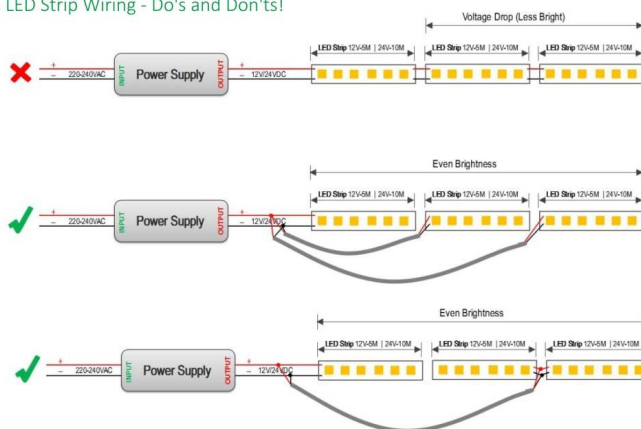 LED Strip Wiring - Do's and Don'ts!
Voltage Drop (Less Bright)
LED Strip 12V-5M | 24V-10M LED Strip 12V-5M | 24V-10M LED Strip 12V-5M | 24V-10M
+ + 
– 220-240VAC INPUT Power Supply OUTPUT – 12V/24VDC
Even Brightness
LED Strip 12V-5M | 24V-10M LED Strip 12V-5M | 24V-10M LED Strip 12V-5M | 24V-10M
+ +
– 220-240VAC INPUT Power Supply OUTPUT – 12V/24VDC
Even Brightness
LED Strip 12V-5M | 24V-10M LED Strip 12V-5M | 24V-10M LED Strip 12V-5M | 24V-10M
+ +
– 220-240VAC INPUT Power Supply OUTPUT – 12V/24VDC